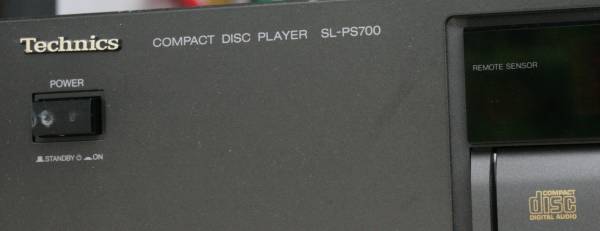 Technics
COMPACT DISC PLAYER SL-PS700
POWER
STANDBY ON
REMOTE SENSOR
COMPACT
disc
DIGITAL AUDIO